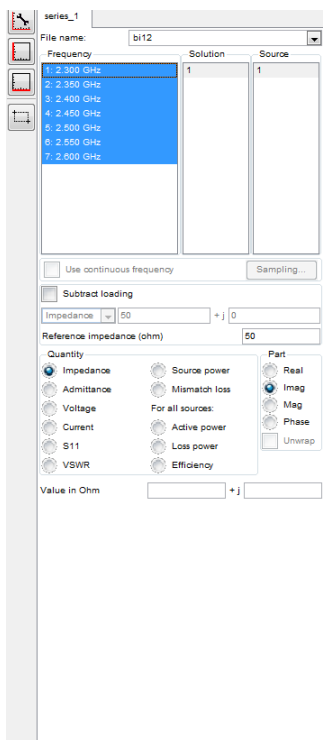 series_1
File name: bi12
Frequency Solution Source
1: 2.300 GHz 1 1
2: 2.350 GHz
3: 2.400 GHz
4: 2.450 GHz
5: 2.500 GHz
6: 2.550 GHz
7: 2.600 GHz
Use continuous frequency Sampling...
Subtract loading
Impedance 50 + j 0
Reference impedance (ohm) 50
Quantity Part
Impedance Source power Real
Admittance Mismatch loss Imag
Voltage For all sources: Mag
Current Active power Phase
S11 Loss power Unwrap
VSWR Efficiency
Value in Ohm + j